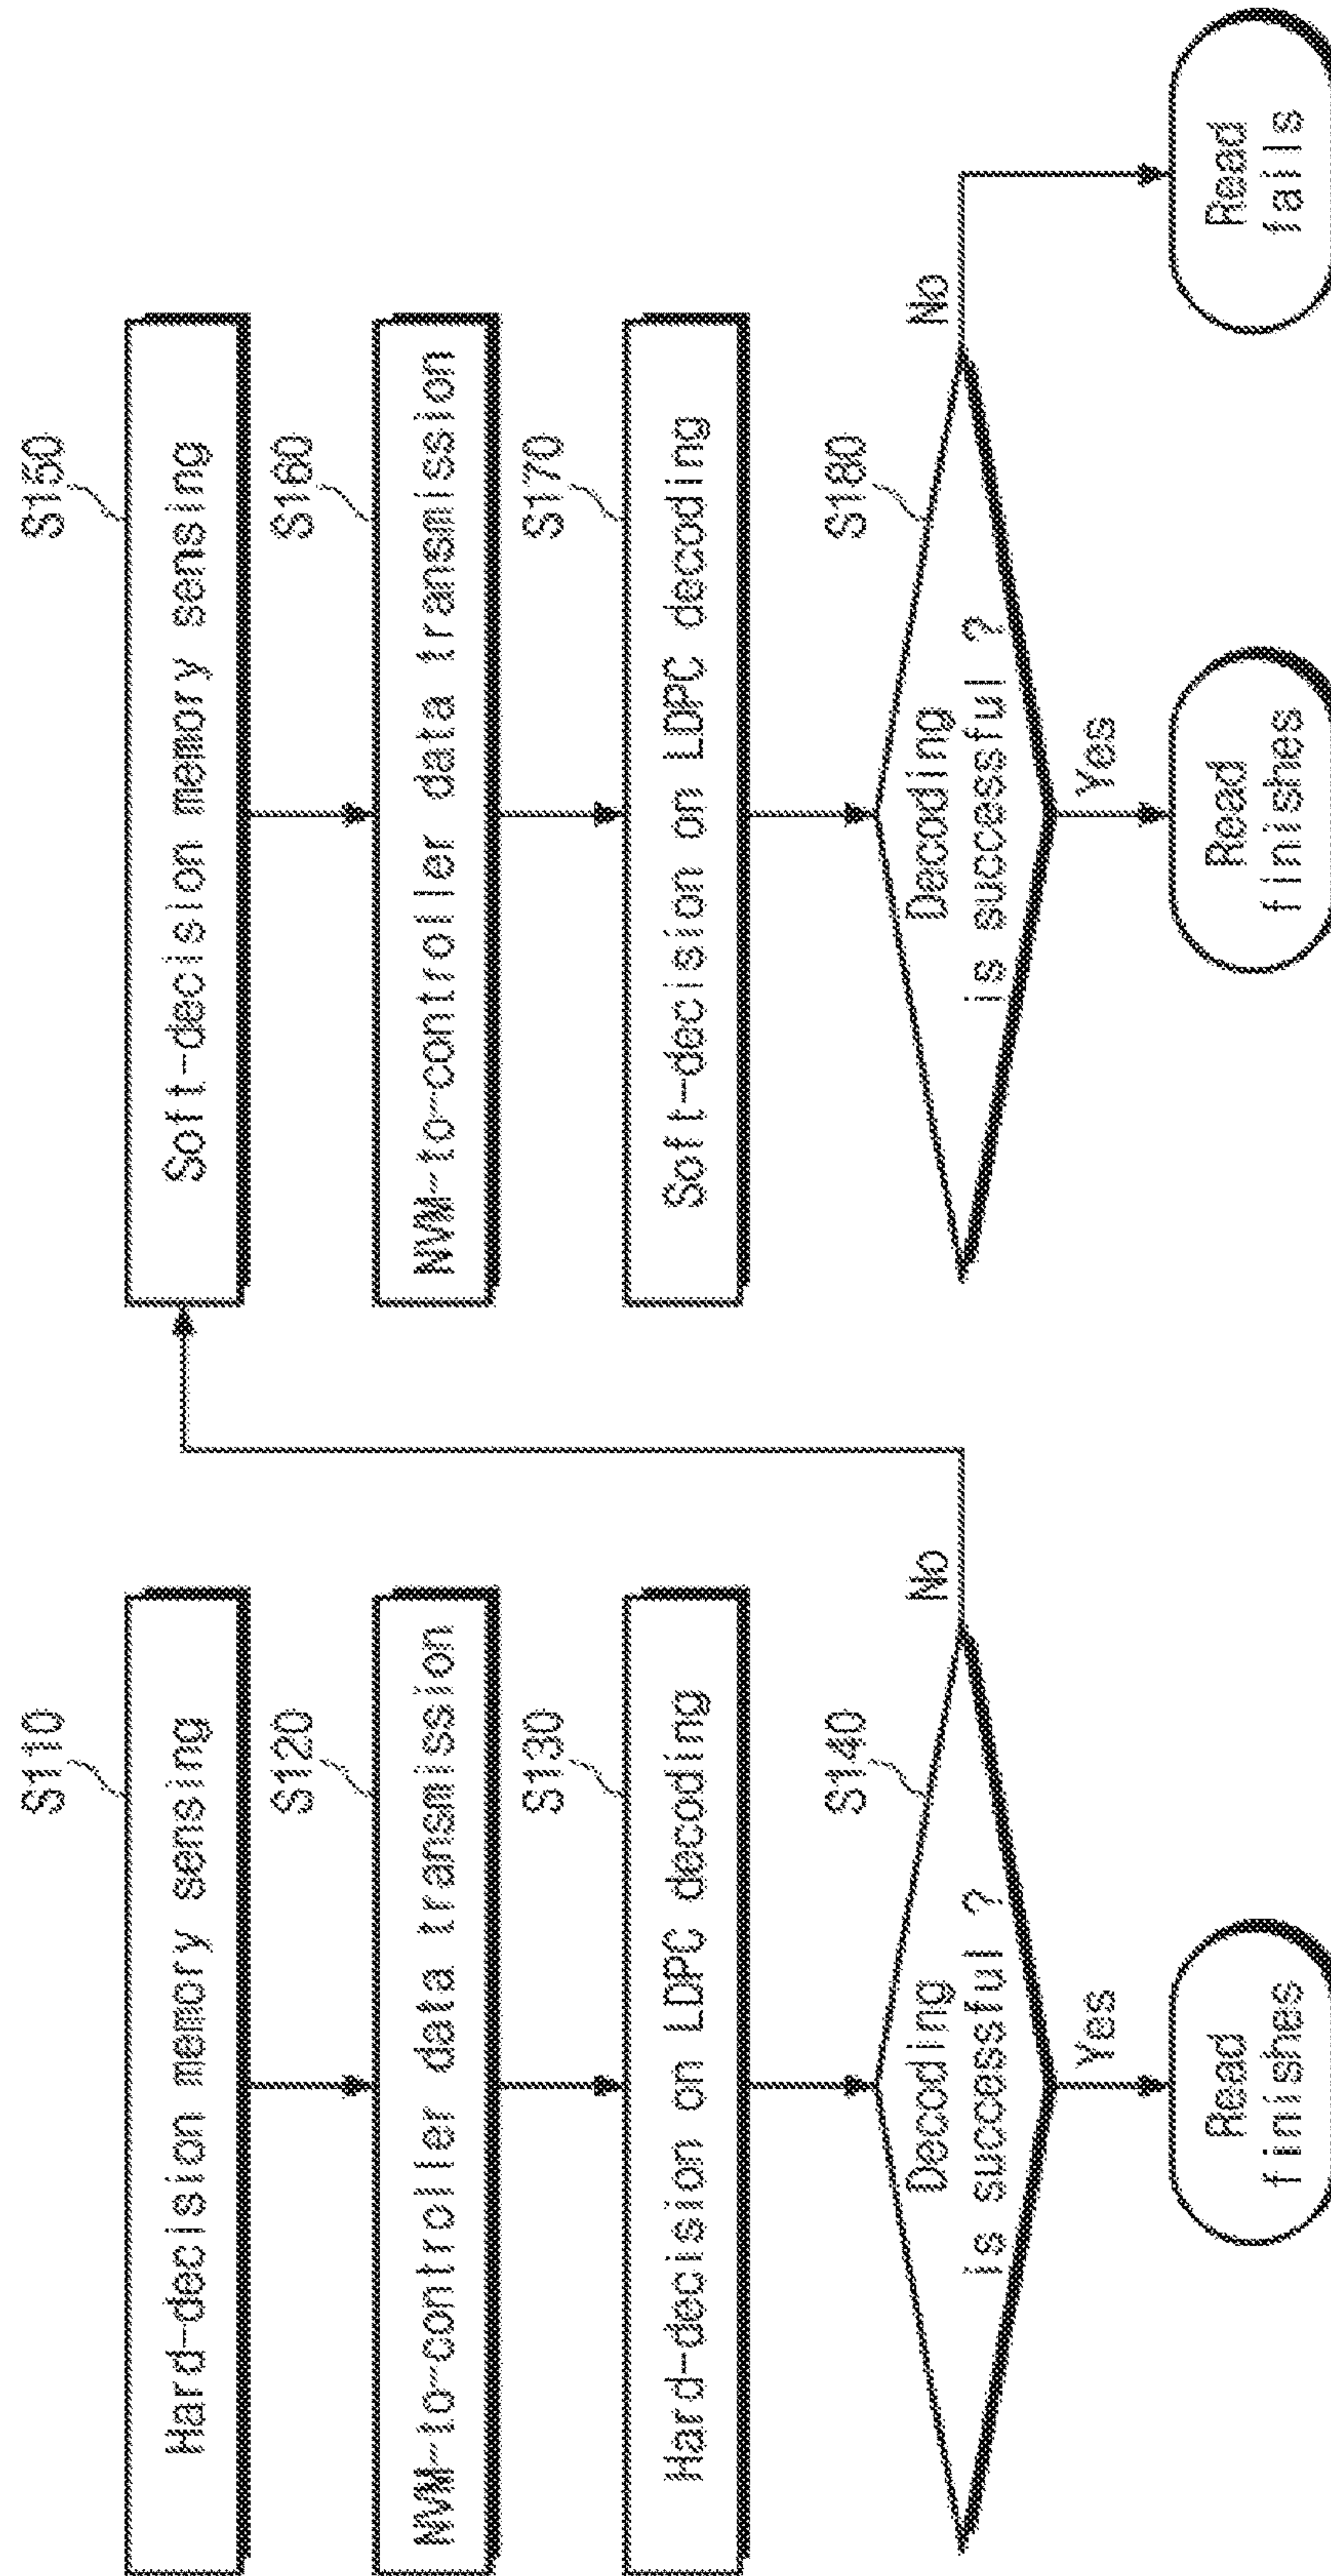 S110
Hard-decision memory sensing
S120
NVM-to-controller data transmission
S130
Hard-decision on LDPC decoding
S140
Decoding
is successful ?
No
Yes
Read
finishes
S150
Soft-decision memory sensing
S160
NVM-to-controller data transmission
S170
Soft-decision on LDPC decoding
S180
Decoding
is successful ?
No
Yes
Read
finishes
Read
fails